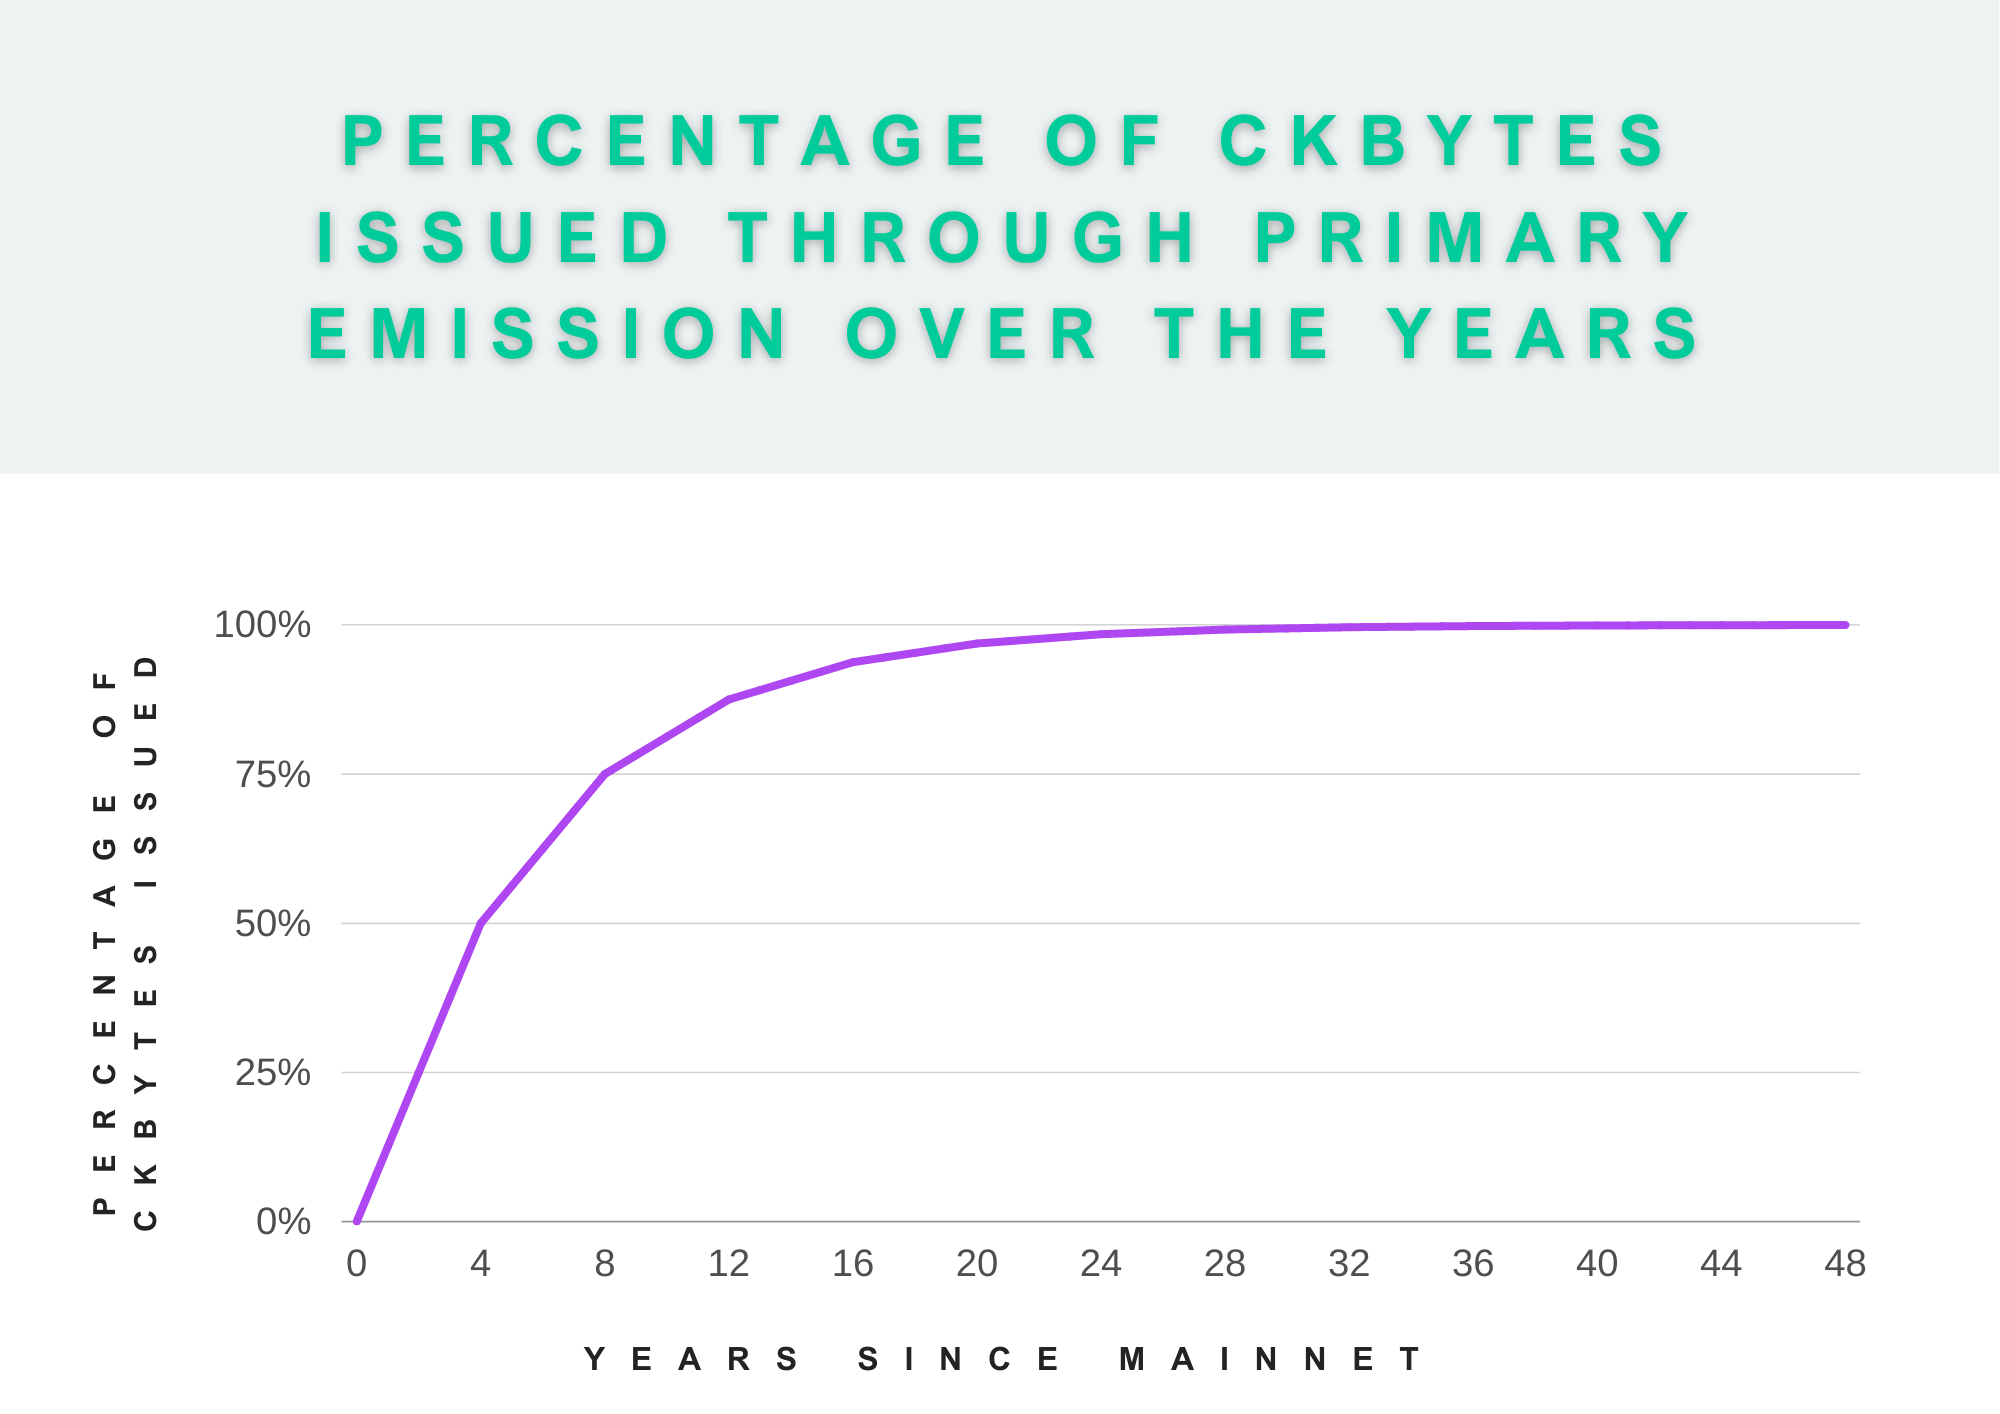 PERCENTAGE OF CKBYTES
ISSUED THROUGH PRIMARY
EMISSION OVER THE YEARS
PERCENTAGE OF
CKBYTES ISSUED
100%
75%
50%
25%
0%
0 4 8 12 16 20 24 28 32 36 40 44 48
YEARS SINCE MAINNET